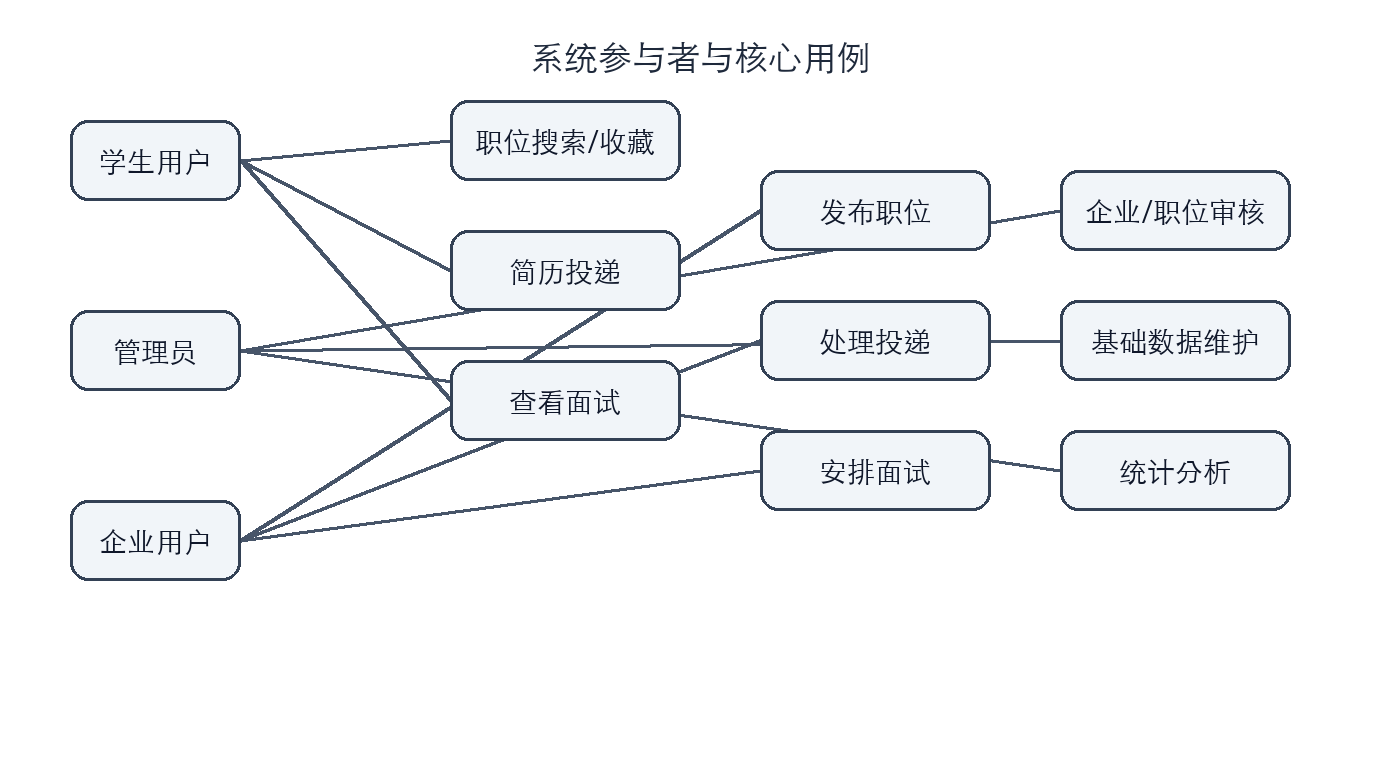 系统参与者与核心用例
学生用户
管理员
企业用户
职位搜索/收藏
简历投递
查看面试
发布职位
处理投递
安排面试
企业/职位审核
基础数据维护
统计分析